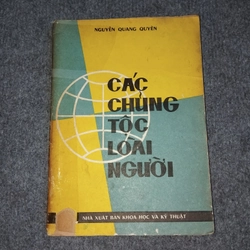 NGUYỄN QUANG QUYỀN
CÁC
CHỦNG
TỘC
LOÀI
NGƯỜI
NHÀ XUẤT BẢN KHOA HỌC VÀ KỸ THUẬT